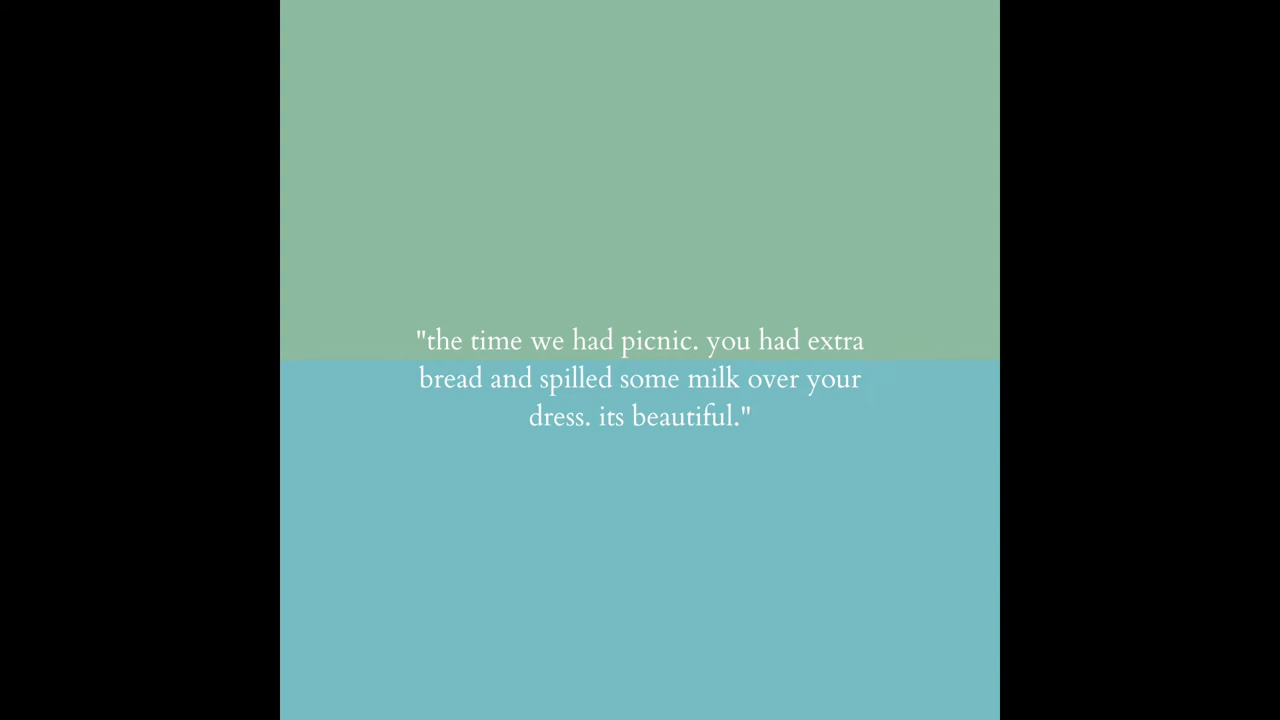 "the time we had picnic. you had extra
bread and spilled some milk over your
dress. its beautiful."